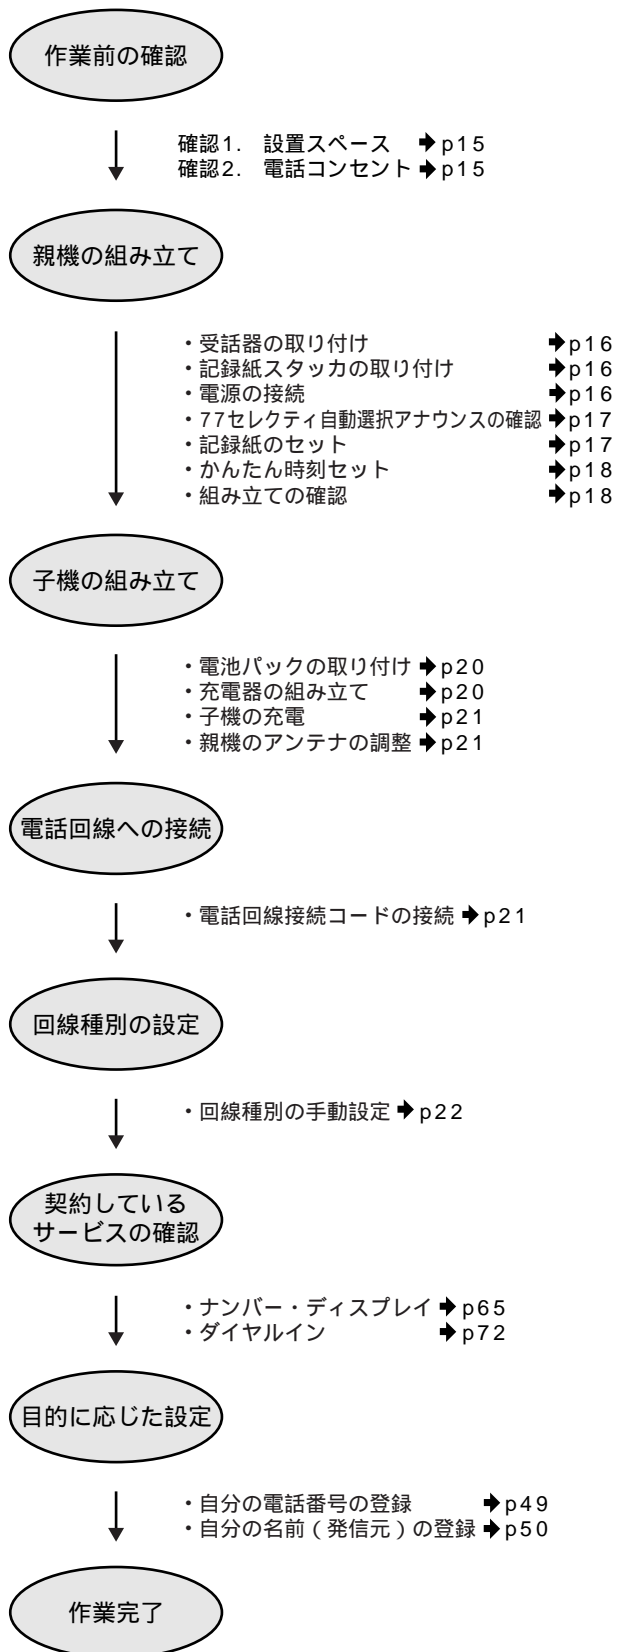 作業前の確認
確認1. 設置スペース ➡p15
確認2. 電話コンセント➡p15
親機の組み立て
・受話器の取り付け ➡p16
・記録紙スタッカの取り付け ➡p16
・電源の接続 ➡p16
・77セレクティ自動選択アナウンスの確認➡p17
・記録紙のセット ➡p17
・かんたん時刻セット ➡p18
・組み立ての確認 ➡p18
子機の組み立て
・電池パックの取り付け➡p20
・充電器の組み立て ➡p20
・子機の充電 ➡p21
・親機のアンテナの調整➡p21
電話回線への接続
・電話回線接続コードの接続➡p21
回線種別の設定
・回線種別の手動設定➡p22
契約している
サービスの確認
・ナンバー・ディスプレイ➡p65
・ダイヤルイン ➡p72
目的に応じた設定
・自分の電話番号の登録 ➡p49
・自分の名前(発信元)の登録➡p50
作業完了